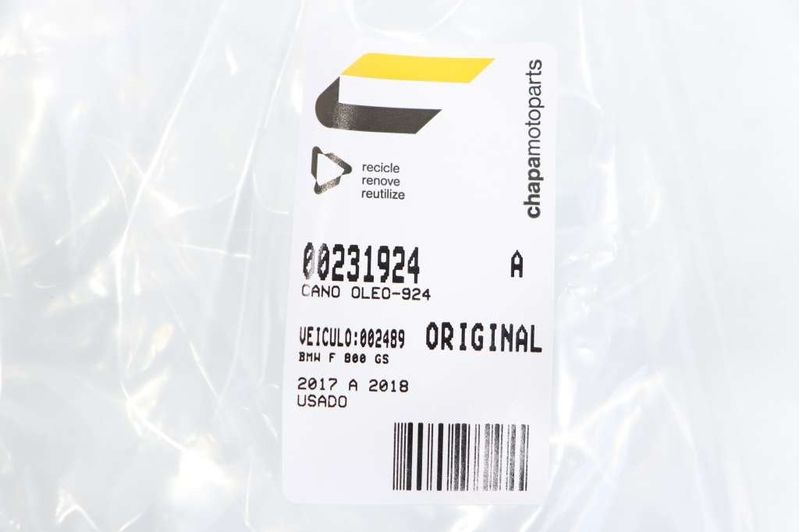 chapamotoparts
recicle
renove
reutilize
00231924 A
CANO OLEO-924
VEICULO:002489 ORIGINAL
BMW F 800 GS
2017 A 2018
USADO